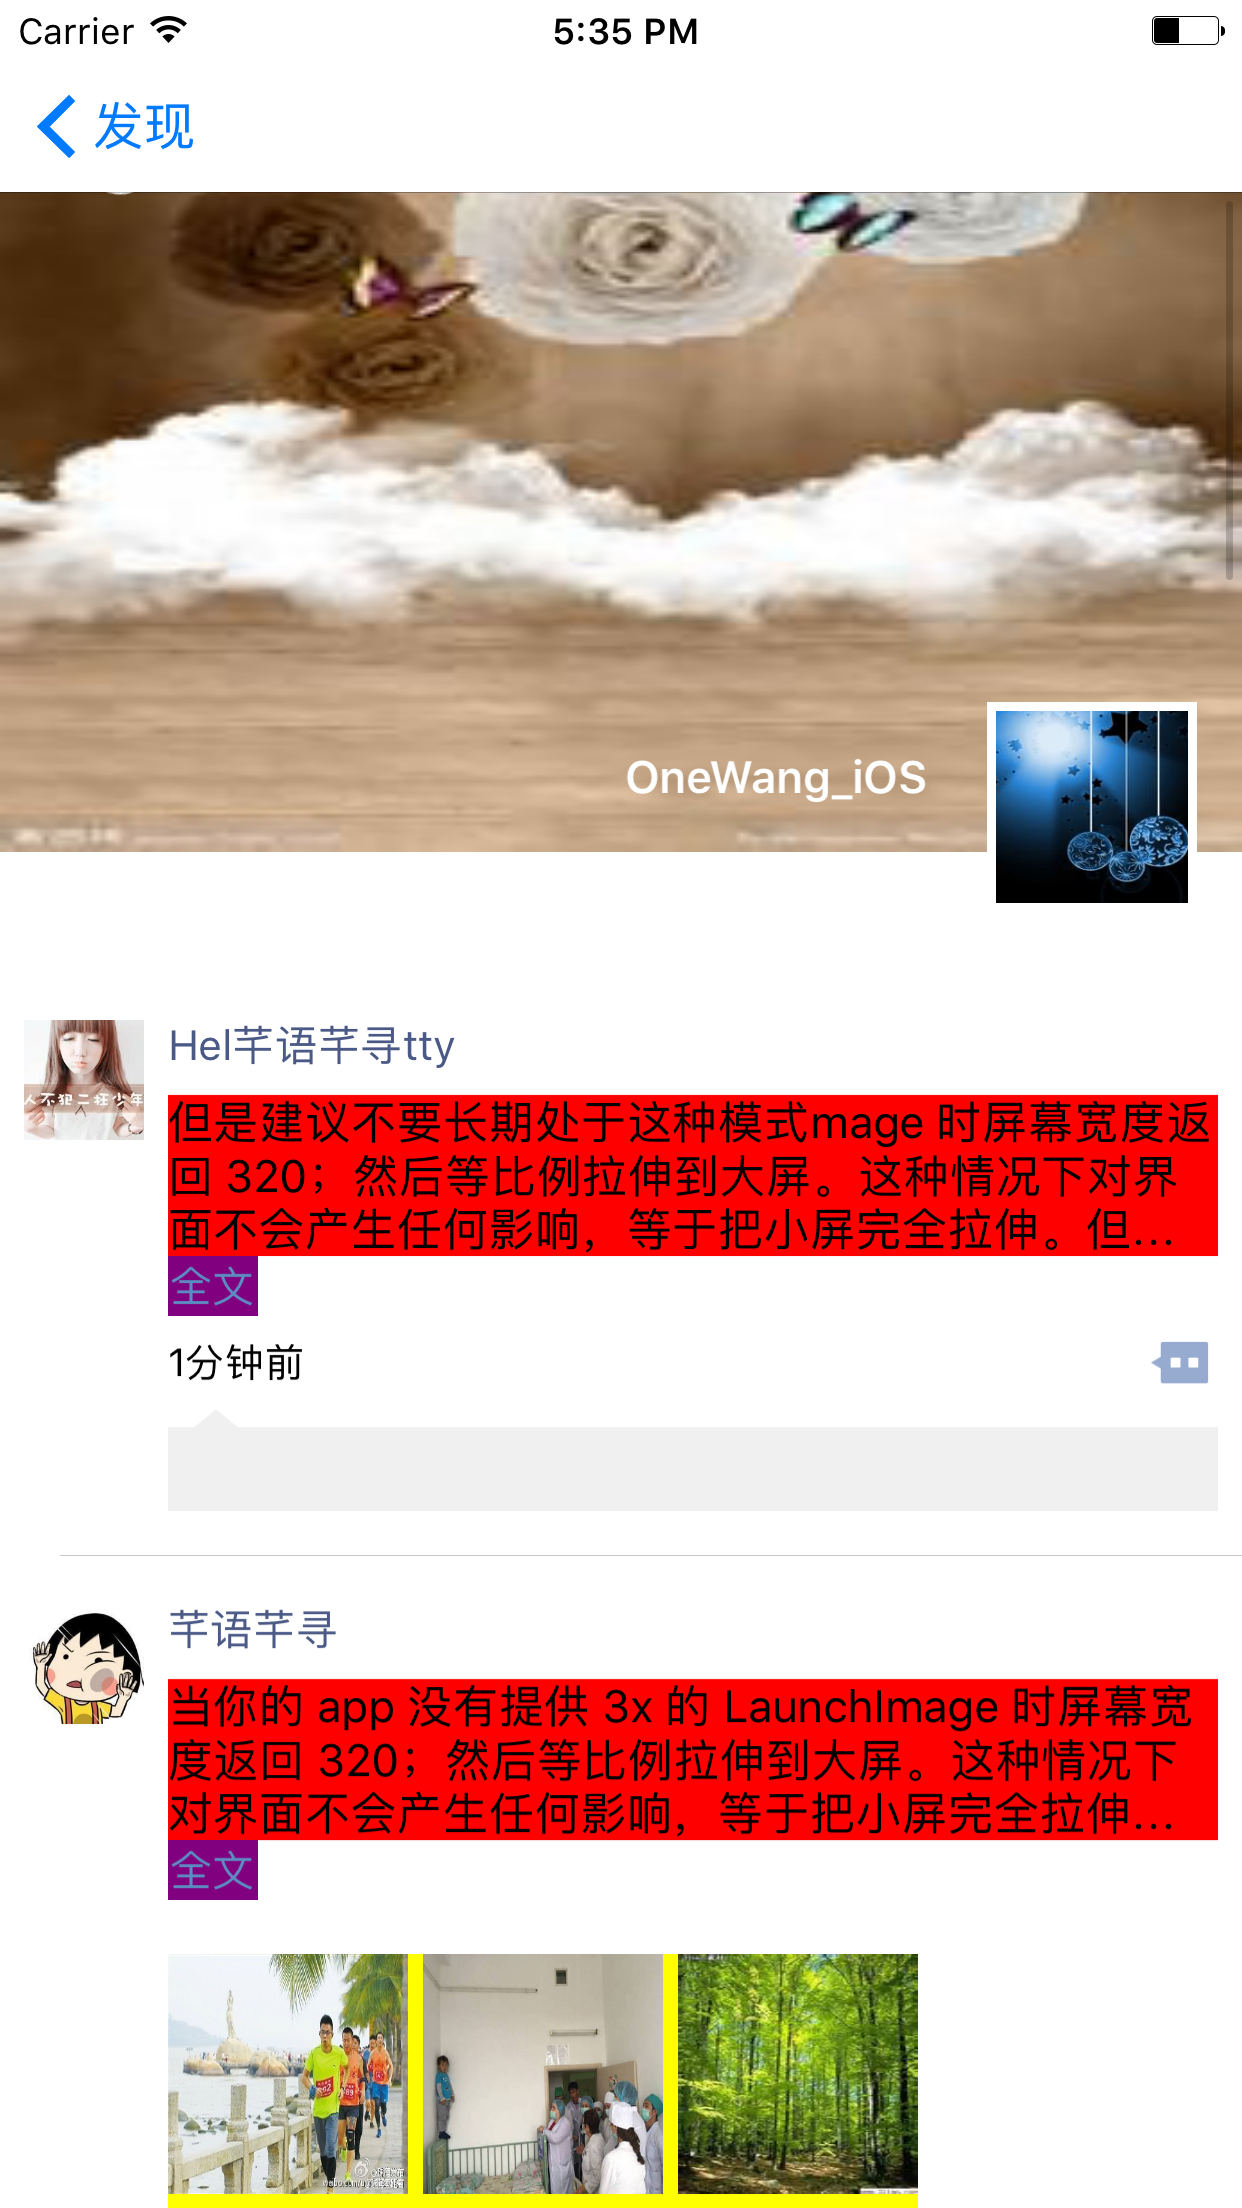 Carrier 5:35 PM
发现
OneWang_iOS
Hel芊语芊寻tty
人不犯二枉少年
但是建议不要长期处于这种模式mage 时屏幕宽度返
回 320；然后等比例拉伸到大屏。这种情况下对界
面不会产生任何影响，等于把小屏完全拉伸。但...
全文
1分钟前
芊语芊寻
当你的 app 没有提供 3x 的 LaunchImage 时屏幕宽
度返回 320；然后等比例拉伸到大屏。这种情况下
对界面不会产生任何影响，等于把小屏完全拉伸...
全文